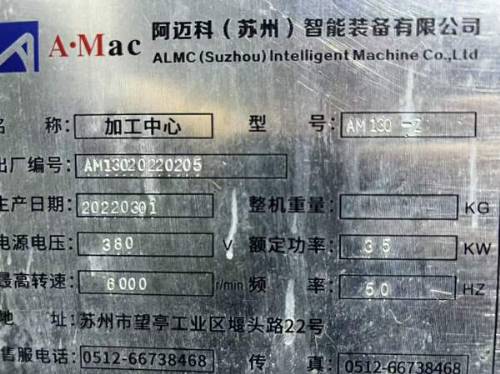 A·Mac 阿迈科（苏州）智能装备有限公司
ALMC (Suzhou) Intelligent Machine Co.,Ltd
名 称: 加工中心 型 号: AM130-Z
出厂编号: AM13020220205
生产日期: 20220301 整机重量: KG
电源电压: 380 V 额定功率: 35 KW
最高转速: 6000 r/min 频 率: 50 HZ
地 址: 苏州市望亭工业区堰头路22号
售服电话: 0512-66738468 传 真: 0512-66738468